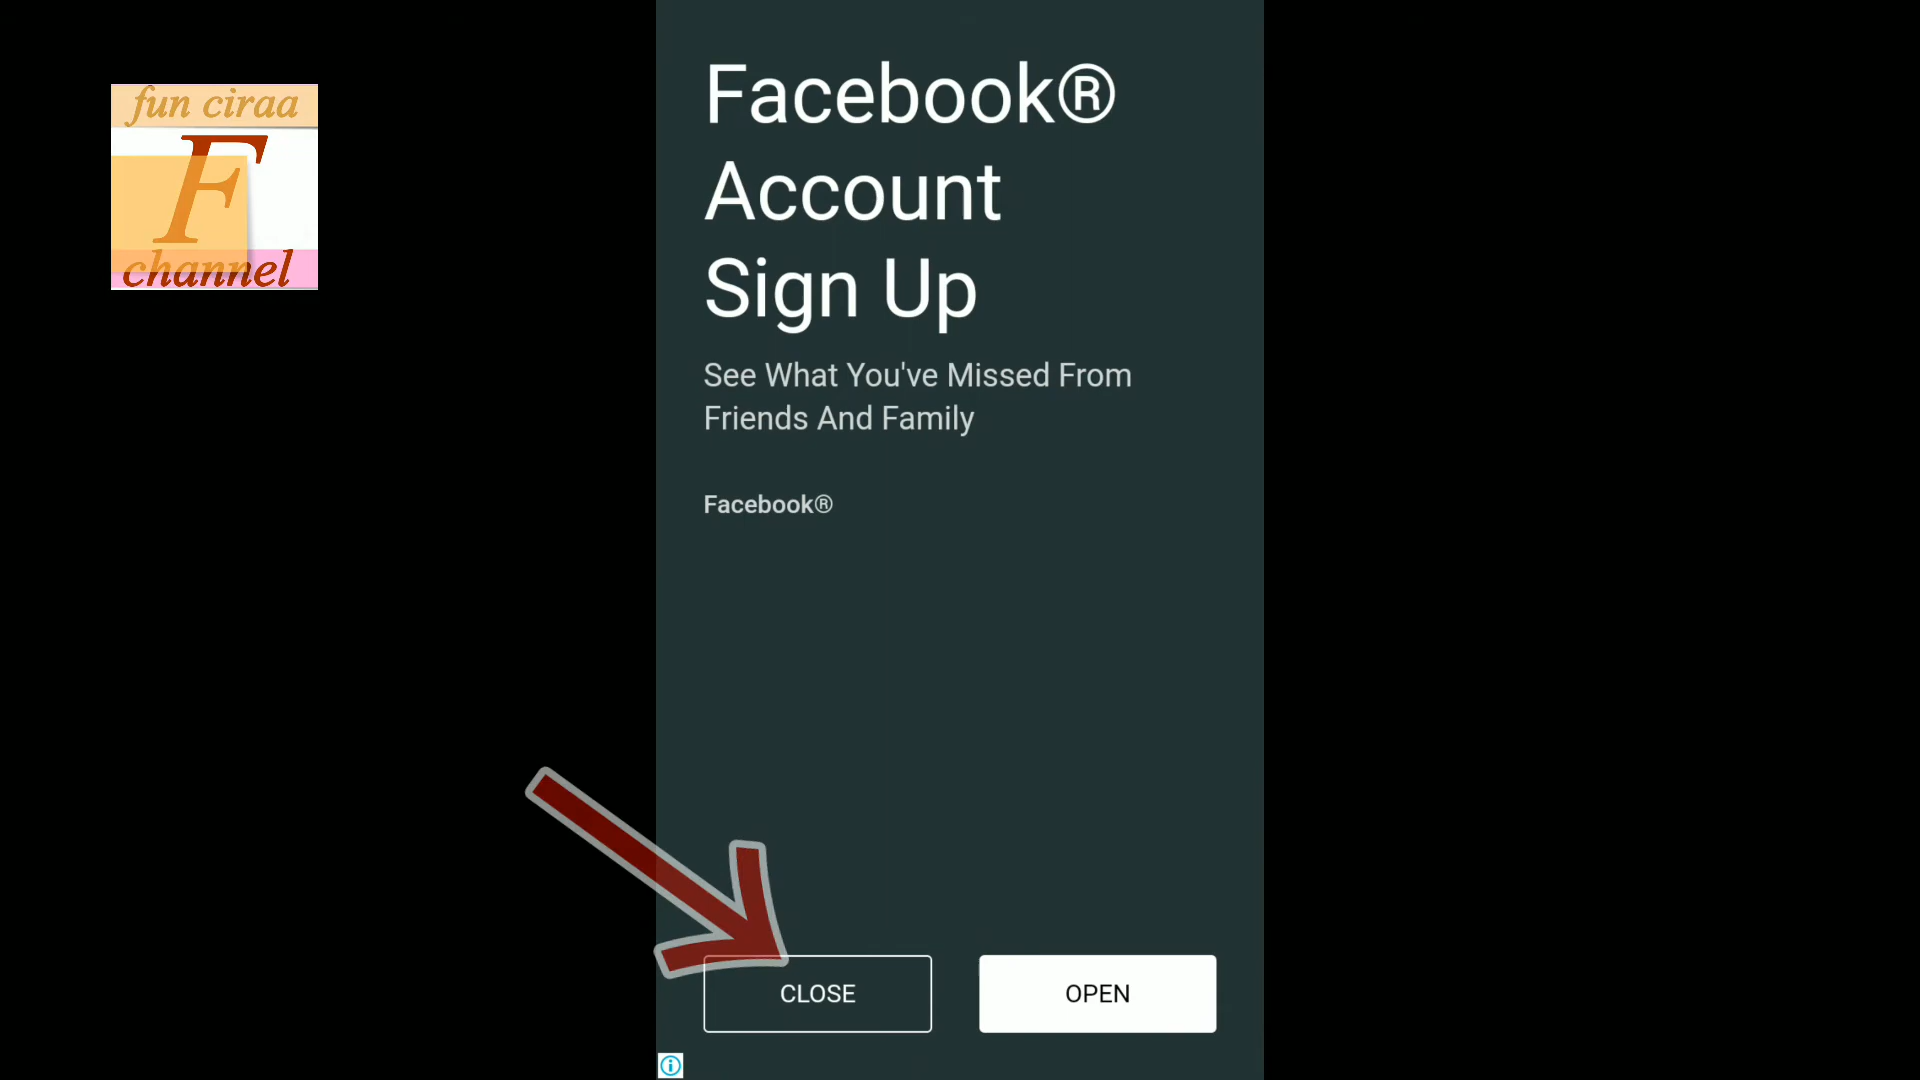 fun ciraa
F
channel
Facebook®
Account
Sign Up
See What You've Missed From
Friends And Family
Facebook®
CLOSE
OPEN